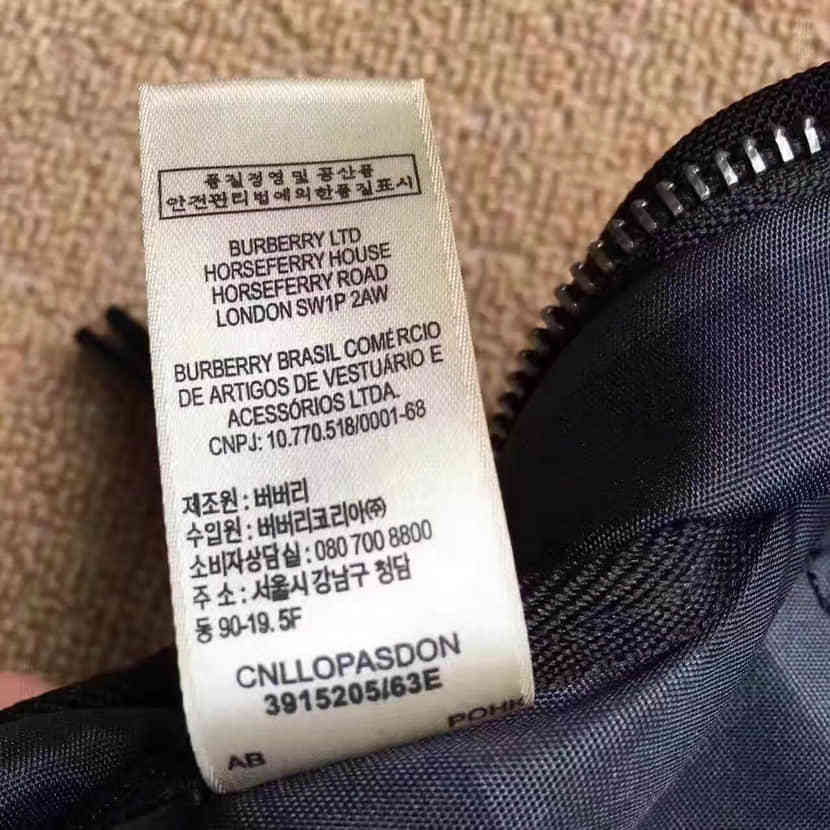 품질경영 및 공산품
안전관리법에의한품질표시
BURBERRY LTD
HORSEFERRY HOUSE
HORSEFERRY ROAD
LONDON SW1P 2AW
BURBERRY BRASIL COMÉRCIO
DE ARTIGOS DE VESTUÁRIO E
ACESSÓRIOS LTDA.
CNPJ: 10.770.518/0001-68
제조원 : 버버리
수입원 : 버버리코리아㈜
소비자상담실 : 080 700 8800
주 소 : 서울시 강남구 청담
동 90-19. 5F
CNLLOPASDON
3915205/63E
AB